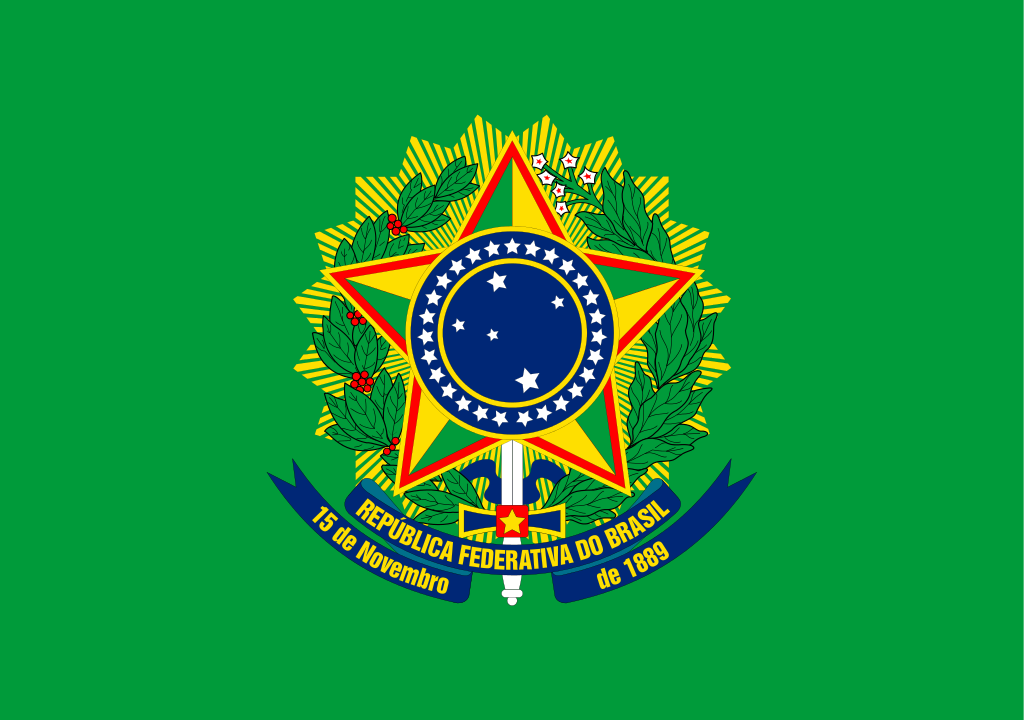 REPÚBLICA FEDERATIVA DO BRASIL
15 de Novembro
de 1889